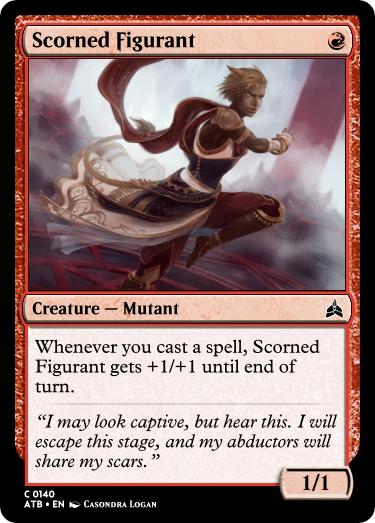 Scorned Figurant
Creature — Mutant
Whenever you cast a spell, Scorned
Figurant gets +1/+1 until end of
turn.
“I may look captive, but hear this. I will
escape this stage, and my abductors will
share my scars.”
1/1
C 0140
ATB • EN Casondra Logan